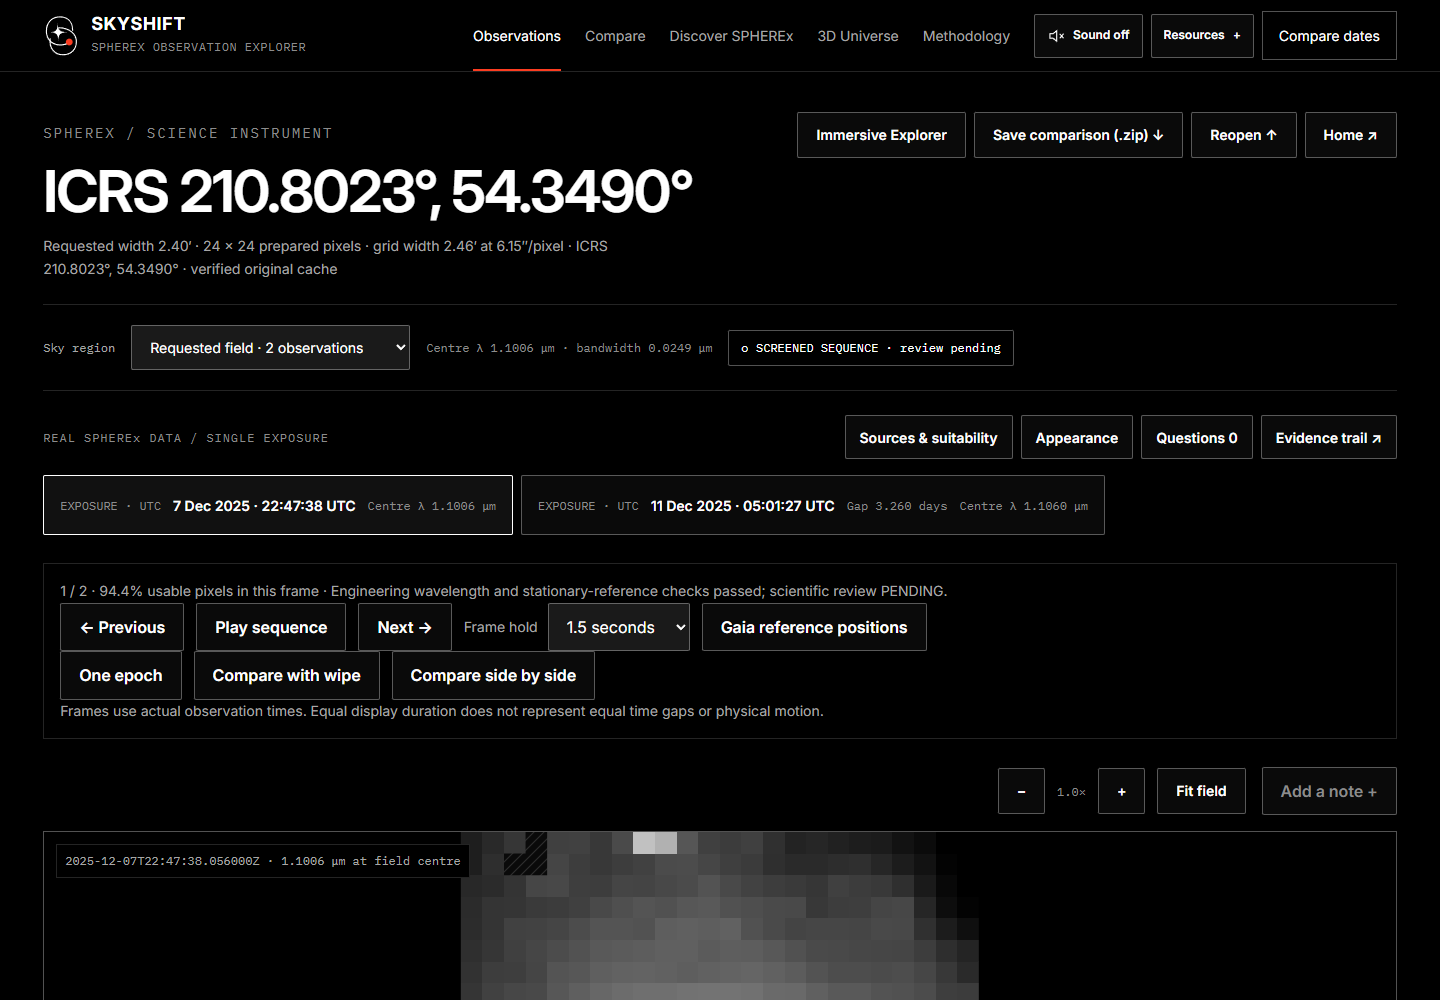 SKYSHIFT
SPHEREX OBSERVATION EXPLORER
Observations
Compare
Discover SPHEREx
3D Universe
Methodology
Sound off
Resources +
Compare dates
SPHEREX / SCIENCE INSTRUMENT
Immersive Explorer
Save comparison (.zip) ↓
Reopen ↑
Home ↗
ICRS 210.8023°, 54.3490°
Requested width 2.40′ · 24 × 24 prepared pixels · grid width 2.46′ at 6.15″/pixel · ICRS
210.8023°, 54.3490° · verified original cache
Sky region
Requested field · 2 observations
Centre λ 1.1006 µm · bandwidth 0.0249 µm
o SCREENED SEQUENCE · review pending
REAL SPHEREx DATA / SINGLE EXPOSURE
Sources & suitability
Appearance
Questions 0
Evidence trail ↗
EXPOSURE · UTC 7 Dec 2025 · 22:47:38 UTC Centre λ 1.1006 µm
EXPOSURE · UTC 11 Dec 2025 · 05:01:27 UTC Gap 3.260 days Centre λ 1.1060 µm
1 / 2 · 94.4% usable pixels in this frame · Engineering wavelength and stationary-reference checks passed; scientific review PENDING.
← Previous
Play sequence
Next →
Frame hold
1.5 seconds
Gaia reference positions
One epoch
Compare with wipe
Compare side by side
Frames use actual observation times. Equal display duration does not represent equal time gaps or physical motion.
−
1.0×
+
Fit field
Add a note +
2025-12-07T22:47:38.056000Z · 1.1006 µm at field centre